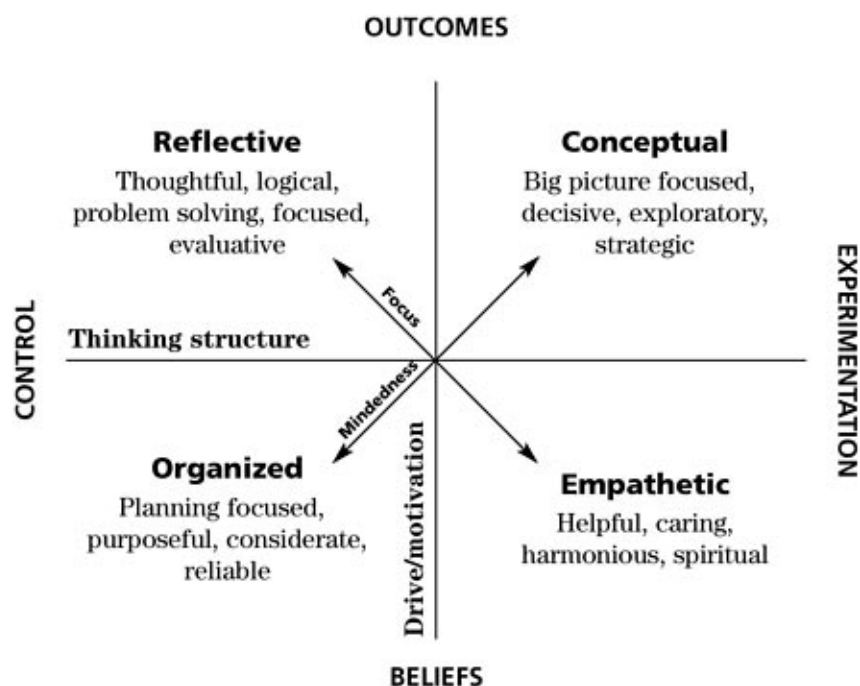 OUTCOMES
Reflective
Thoughtful, logical,
problem solving, focused,
evaluative
Conceptual
Big picture focused,
decisive, exploratory,
strategic
Focus
CONTROL
Thinking structure
EXPERIMENTATION
Mindedness
Organized
Planning focused,
purposeful, considerate,
reliable
Drive/motivation
Empathetic
Helpful, caring,
harmonious, spiritual
BELIEFS